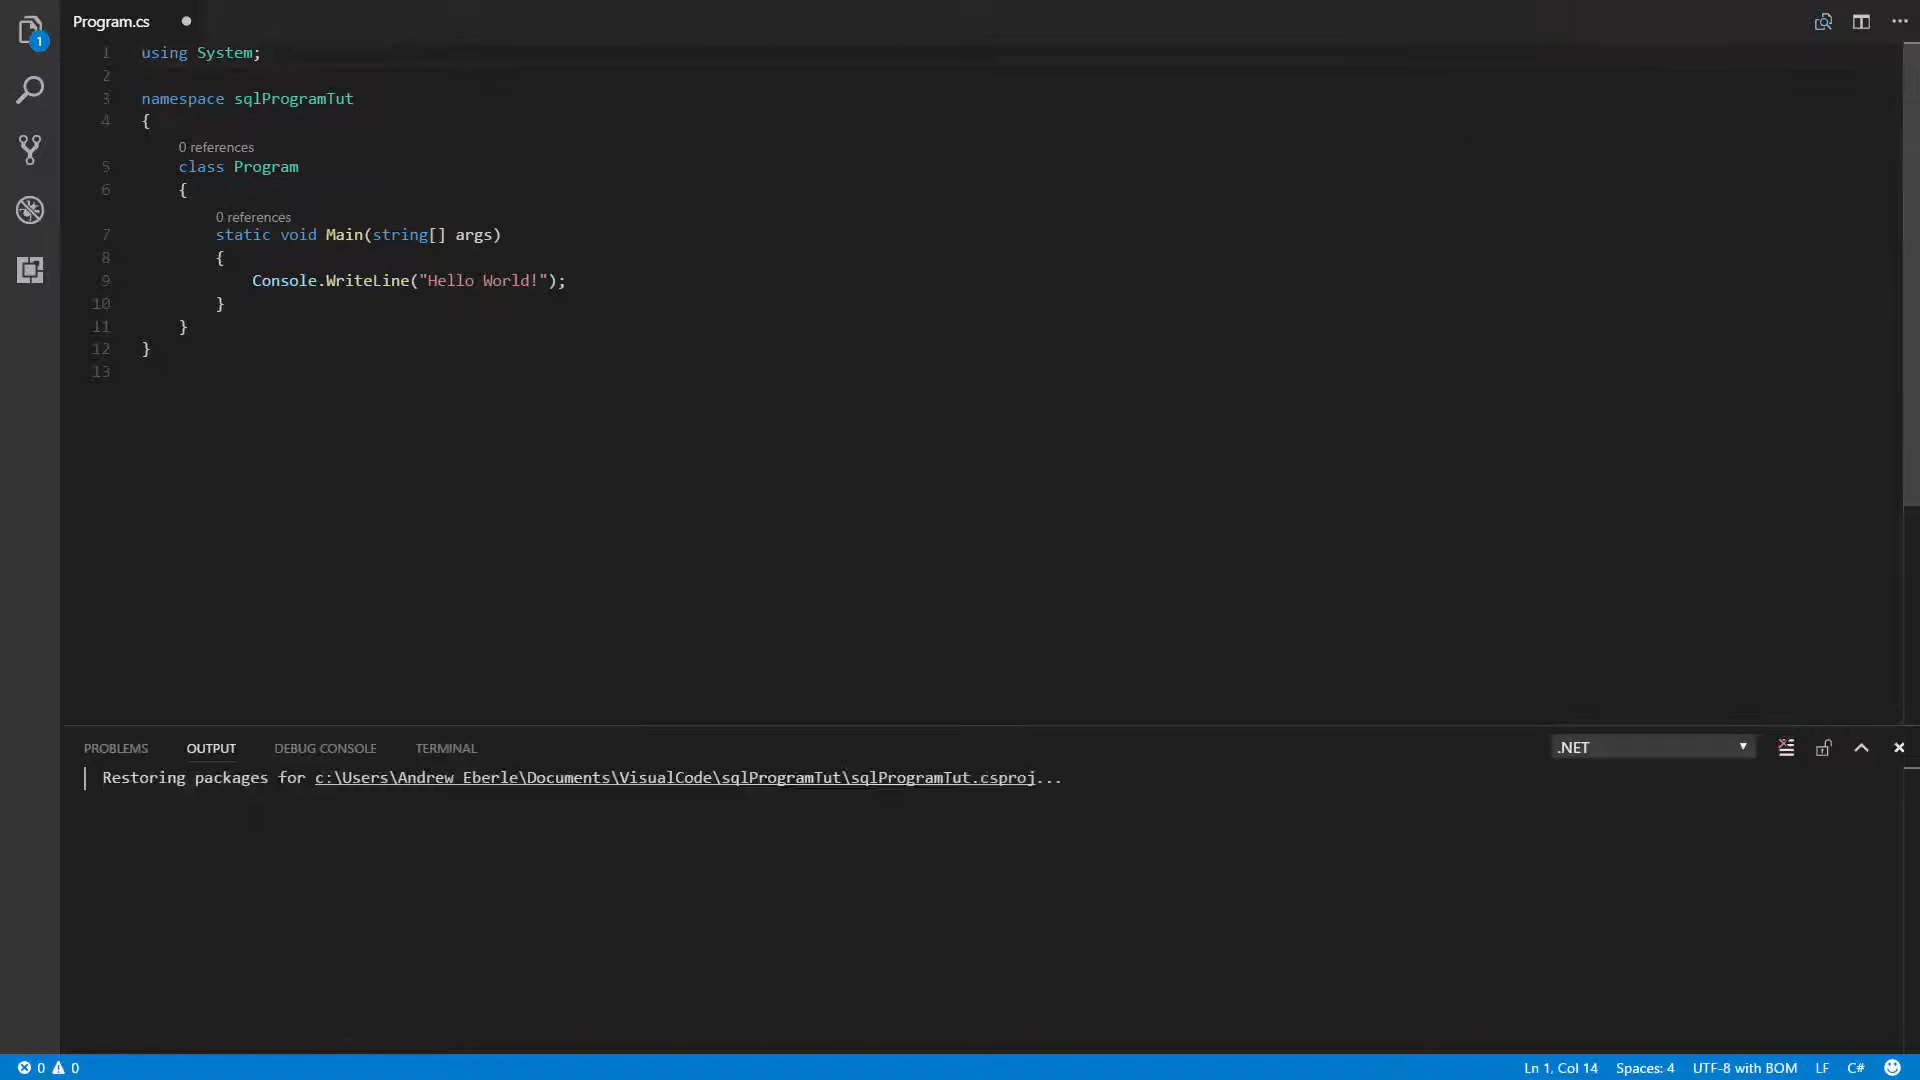 Program.cs
1
1 using System;
2
3 namespace sqlProgramTut
4 {
0 references
5 class Program
6 {
0 references
7 static void Main(string[] args)
8 {
9 Console.WriteLine("Hello World!");
10 }
11 }
12 }
13
PROBLEMS OUTPUT DEBUG CONSOLE TERMINAL .NET
Restoring packages for c:\Users\Andrew Eberle\Documents\VisualCode\sqlProgramTut\sqlProgramTut.csproj...
0 0 Ln 1, Col 14 Spaces: 4 UTF-8 with BOM LF C#